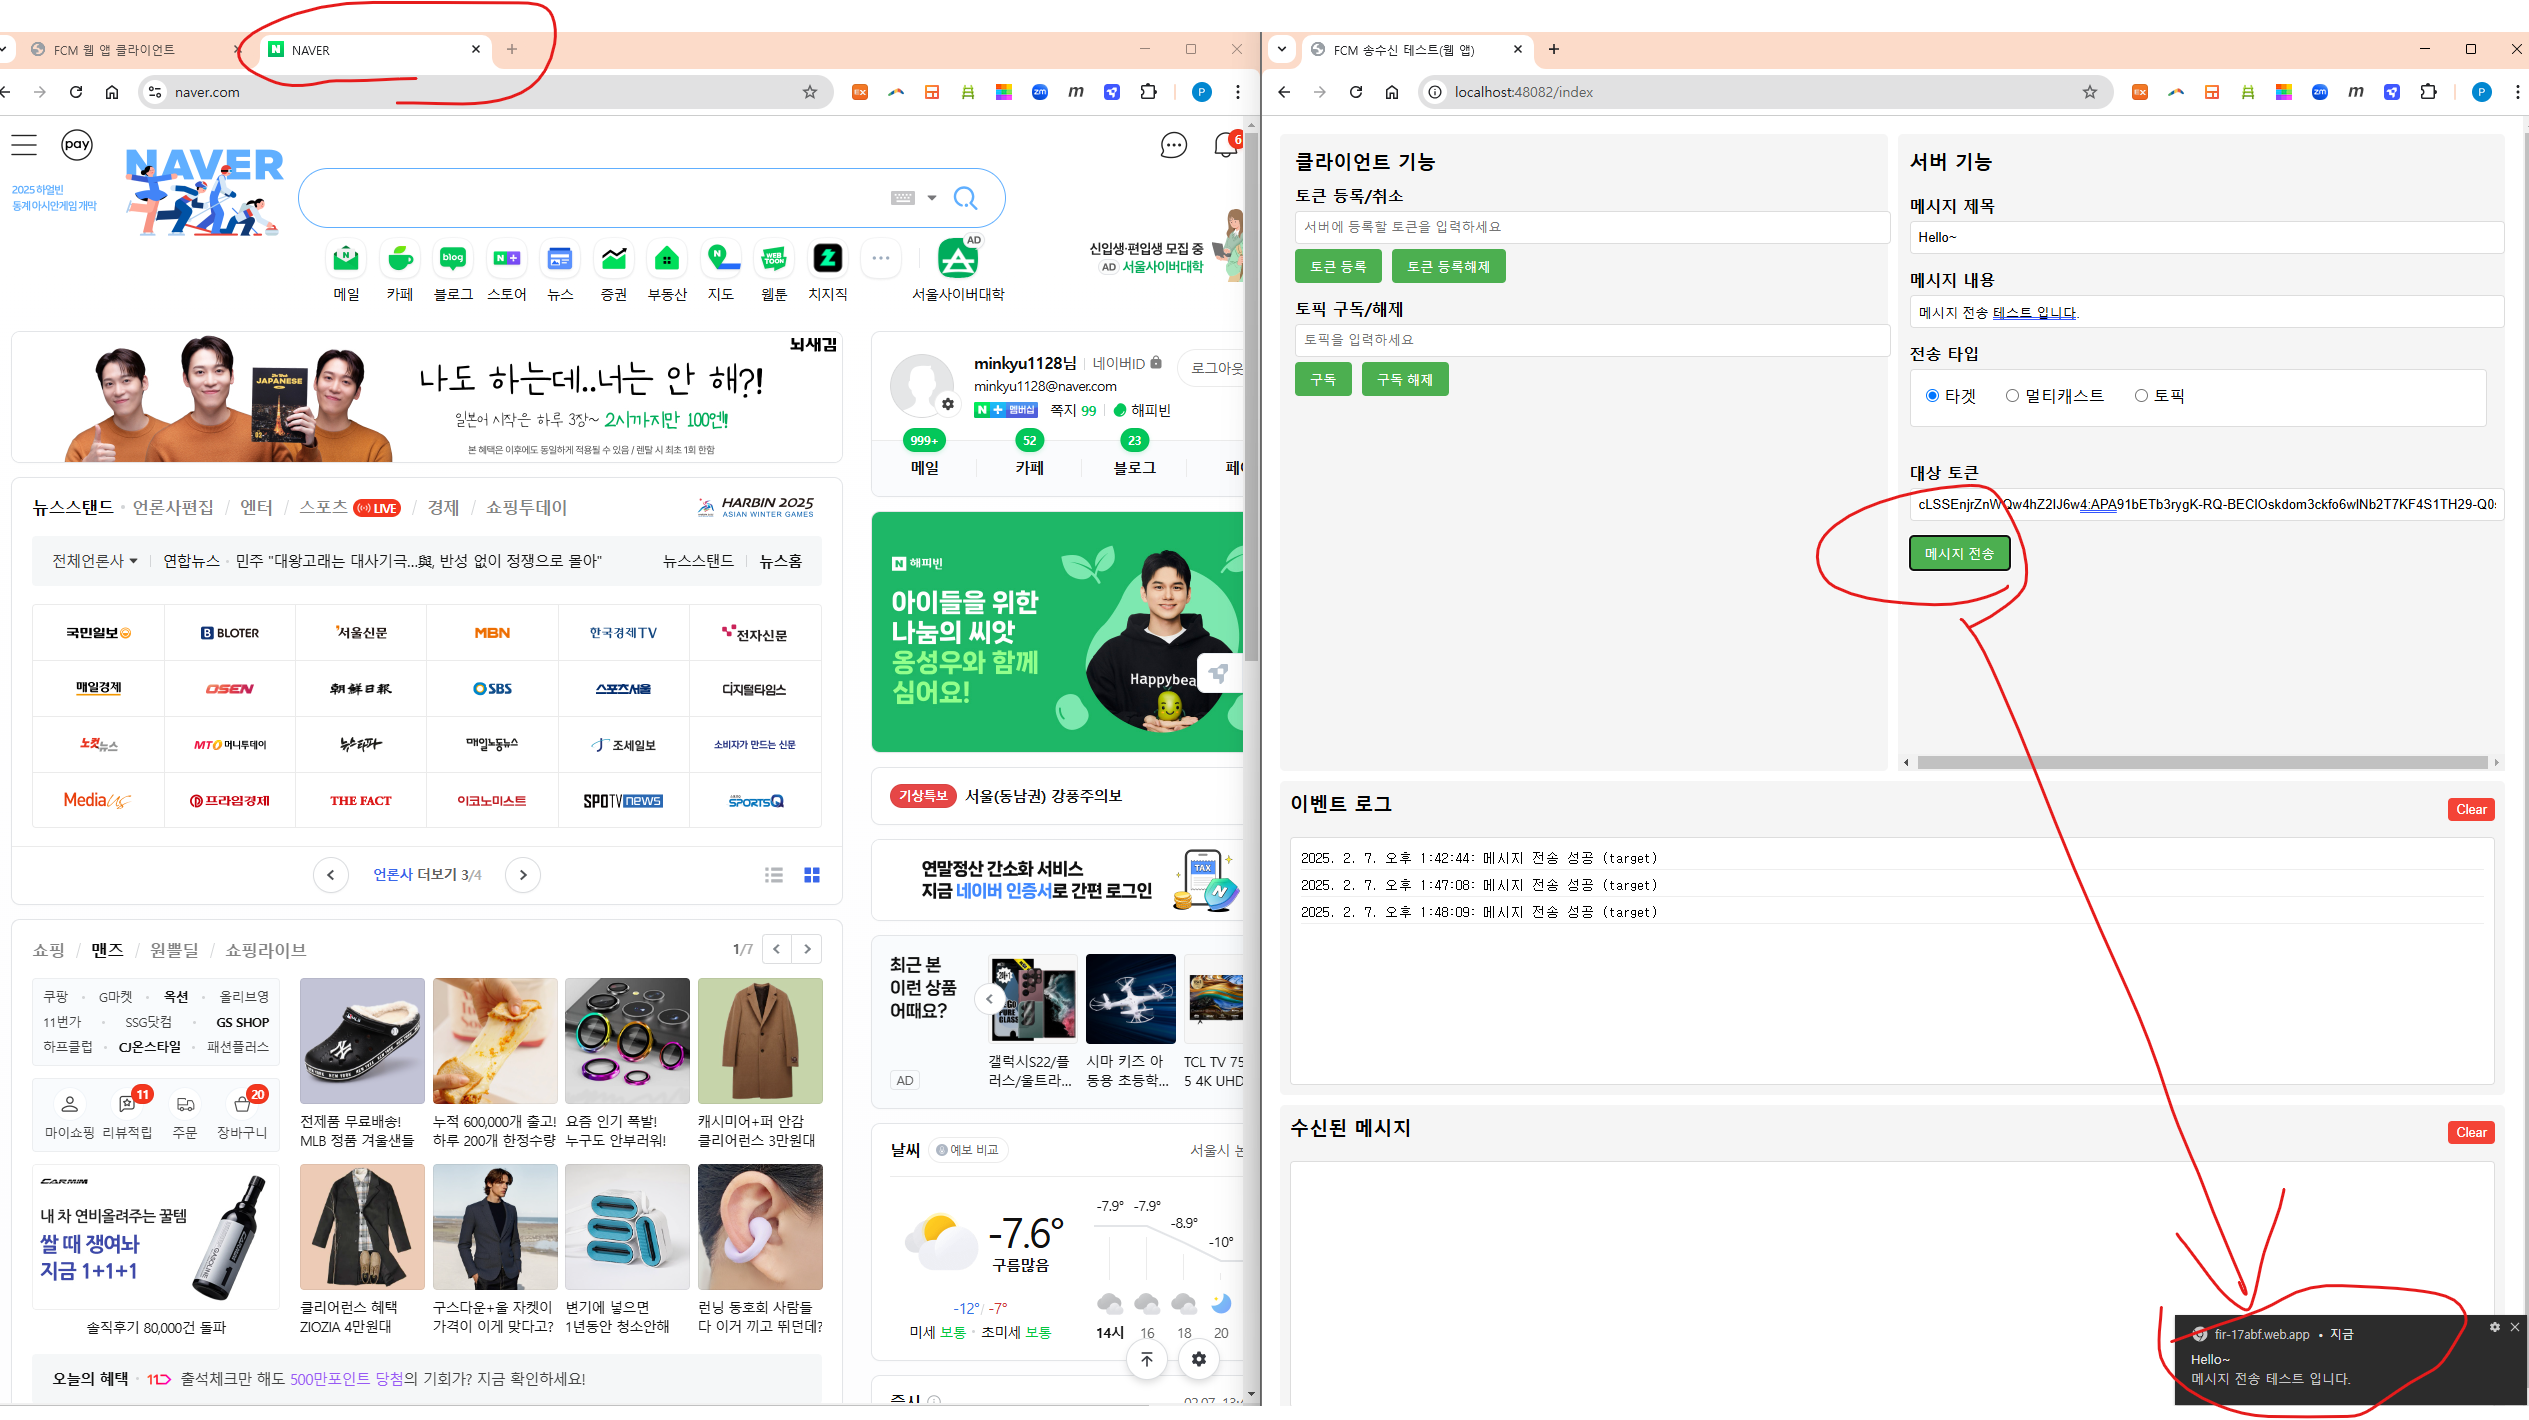 FCM 웹 앱 클라이언트
NAVER
naver.com
pay
6
2025 하얼빈
동계아시안게임 개막
NAVER
메일
카페
blog
블로그
스토어
뉴스
증권
부동산
지도
WEB TOON
웹툰
치지직
AD
서울사이버대학
신입생·편입생 모집 중
AD 서울사이버대학
뇌새김
나도 하는데..너는 안 해?!
일본어 시작은 하루 3장~ 2시까지만 100엔!!
본 혜택은 이후에도 동일하게 적용될 수 있음 / 렌탈 시 최초 1회 한함
JAPANESE
minkyu1128님 네이버ID 로그아웃
minkyu1128@naver.com
N + 멤버십 쪽지 99 해피빈
999+ 52 23
메일 카페 블로그 페이
뉴스스탠드 · 언론사편집 / 엔터 / 스포츠 LIVE / 경제 / 쇼핑투데이
HARBIN 2025
ASIAN WINTER GAMES
전체언론사 연합뉴스 · 민주 "대왕고래는 대사기극…與, 반성 없이 정쟁으로 몰아" 뉴스스탠드 뉴스홈
국민일보 BLOTER 서울신문 MBN 한국경제TV 전자신문
매일경제 OSEN 朝鮮日報 SBS 스포츠서울 디지털타임스
노컷뉴스 MTO 머니투데이 뉴스타파 매일노동뉴스 조세일보 소비자가 만드는 신문
Media us 프라임경제 THE FACT 이코노미스트 SPOTV news SPORTS Q
언론사 더보기 3/4
해피빈
아이들을 위한
나눔의 씨앗
옹성우와 함께
심어요!
Happybea
기상특보 서울(동남권) 강풍주의보
연말정산 간소화 서비스
지금 네이버 인증서로 간편 로그인
TAX
쇼핑 / 맨즈 / 원쁠딜 / 쇼핑라이브
1/7
쿠팡 · G마켓 · 옥션 · 올리브영
11번가 · SSG닷컴 · GS SHOP
하프클럽 · CJ온스타일 · 패션플러스
11 20
마이쇼핑 리뷰적립 주문 장바구니
전제품 무료배송!
MLB 정품 겨울샌들
누적 600,000개 출고!
하루 200개 한정수량
요즘 인기 폭발!
누구도 안부러워!
캐시미어+퍼 안감
클리어런스 3만원대
CARMIM
내 차 연비올려주는 꿀템
쌀 때 쟁여놔
지금 1+1+1
솔직후기 80,000건 돌파
클리어런스 혜택
ZIOZIA 4만원대
구스다운+울 자켓이
가격이 이게 맞다고?
변기에 넣으면
1년동안 청소안해
런닝 동호회 사람들
다 이거 끼고 뛰던데?
오늘의 혜택 · 출석체크만 해도 500만포인트 당첨의 기회가? 지금 확인하세요!
최근 본
이런 상품
어때요?
AD
갤럭시S22/플
러스/울트라…
시마 키즈 아
동용 초등학…
TCL TV 75
5 4K UHD
날씨 예보 비교 서울시 논
-7.6°
구름많음
-12° / -7°
미세 보통 · 초미세 보통
-7.9° -7.9° -8.9° -10°
14시 16 18 20
증시
FCM 송수신 테스트(웹 앱)
localhost:48082/index
클라이언트 기능
토큰 등록/취소
서버에 등록할 토큰을 입력하세요
토큰 등록 토큰 등록해제
토픽 구독/해제
토픽을 입력하세요
구독 구독 해제
서버 기능
메시지 제목
Hello~
메시지 내용
메시지 전송 테스트 입니다.
전송 타입
타겟 멀티캐스트 토픽
대상 토큰
메시지 전송
이벤트 로그
Clear
2025. 2. 7. 오후 1:42:44: 메시지 전송 성공 (target)
2025. 2. 7. 오후 1:47:08: 메시지 전송 성공 (target)
2025. 2. 7. 오후 1:48:09: 메시지 전송 성공 (target)
수신된 메시지
Clear
fir-17abf.web.app • 지금
Hello~
메시지 전송 테스트 입니다.